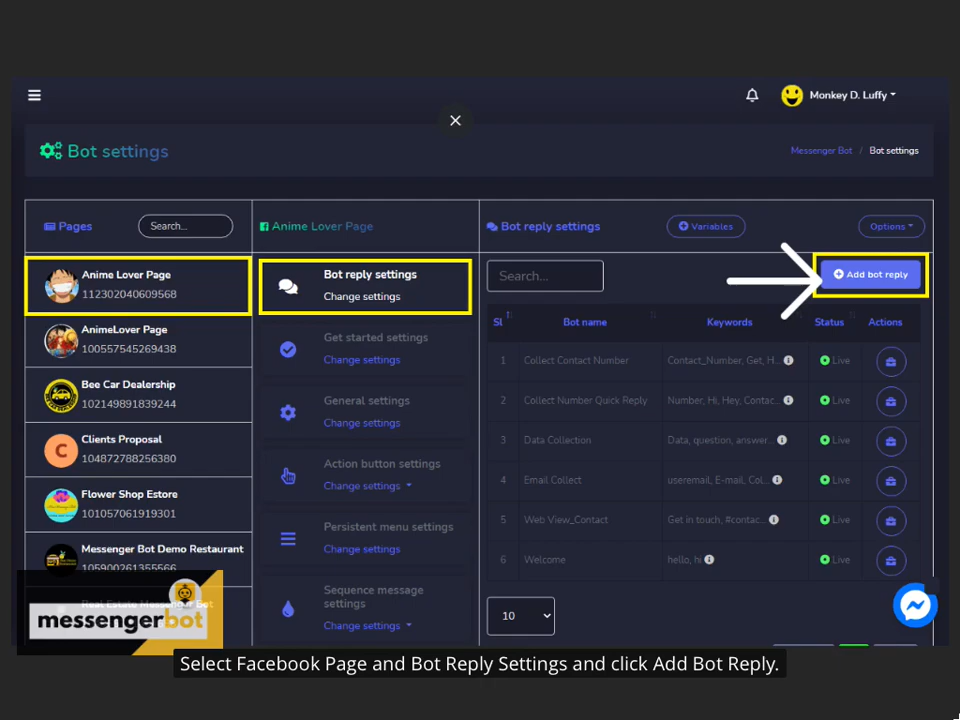 Monkey D. Luffy
Bot settings
Messenger Bot / Bot settings
Pages
Search...
Anime Lover Page
Bot reply settings
Variables
Options
Anime Lover Page
112302040609568
AnimeLover Page
100557545269438
Bee Car Dealership
102149891839244
Clients Proposal
104872788256380
Flower Shop Estore
101057061919301
Messenger Bot Demo Restaurant
105900261355566
Real Estate Messenger Bot
Bot reply settings
Change settings
Get started settings
Change settings
General settings
Change settings
Action button settings
Change settings
Persistent menu settings
Change settings
Sequence message
settings
Change settings
Search...
Add bot reply
Sl Bot name Keywords Status Actions
1 Collect Contact Number Contact_Number, Get, H... Live
2 Collect Number Quick Reply Number, Hi, Hey, Contac... Live
3 Data Collection Data, question, answer... Live
4 Email Collect useremail, E-mail, Col... Live
5 Web View_Contact Get in touch, #contac... Live
6 Welcome hello, hi Live
10
messengerbot
Select Facebook Page and Bot Reply Settings and click Add Bot Reply.